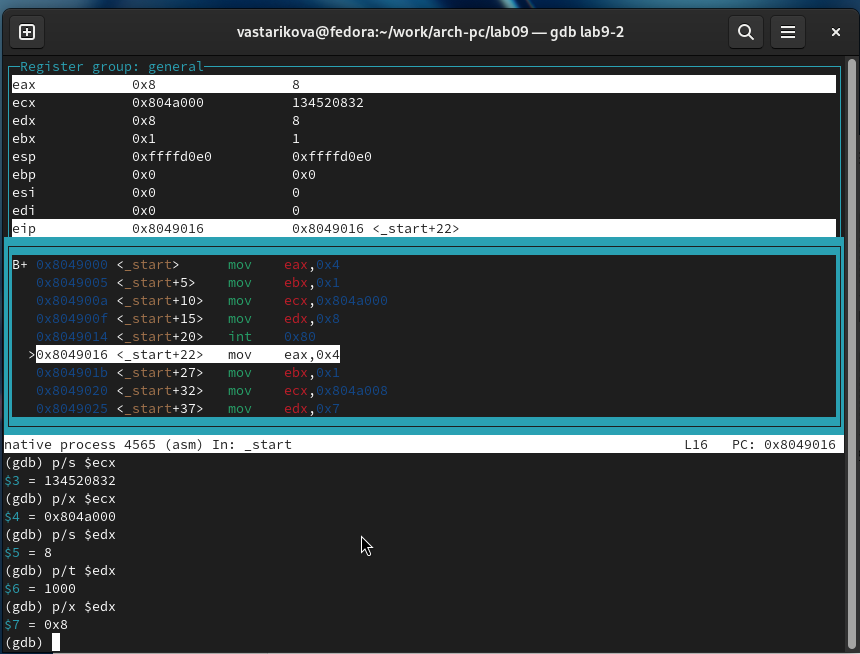 vastarikova@fedora:~/work/arch-pc/lab09 — gdb lab9-2
Register group: general
eax 0x8 8
ecx 0x804a000 134520832
edx 0x8 8
ebx 0x1 1
esp 0xffffd0e0 0xffffd0e0
ebp 0x0 0x0
esi 0x0 0
edi 0x0 0
eip 0x8049016 0x8049016 <_start+22>
B+ 0x8049000 <_start> mov eax,0x4
0x8049005 <_start+5> mov ebx,0x1
0x804900a <_start+10> mov ecx,0x804a000
0x804900f <_start+15> mov edx,0x8
0x8049014 <_start+20> int 0x80
>0x8049016 <_start+22> mov eax,0x4
0x804901b <_start+27> mov ebx,0x1
0x8049020 <_start+32> mov ecx,0x804a008
0x8049025 <_start+37> mov edx,0x7
native process 4565 (asm) In: _start L16 PC: 0x8049016
(gdb) p/s $ecx
$3 = 134520832
(gdb) p/x $ecx
$4 = 0x804a000
(gdb) p/s $edx
$5 = 8
(gdb) p/t $edx
$6 = 1000
(gdb) p/x $edx
$7 = 0x8
(gdb)